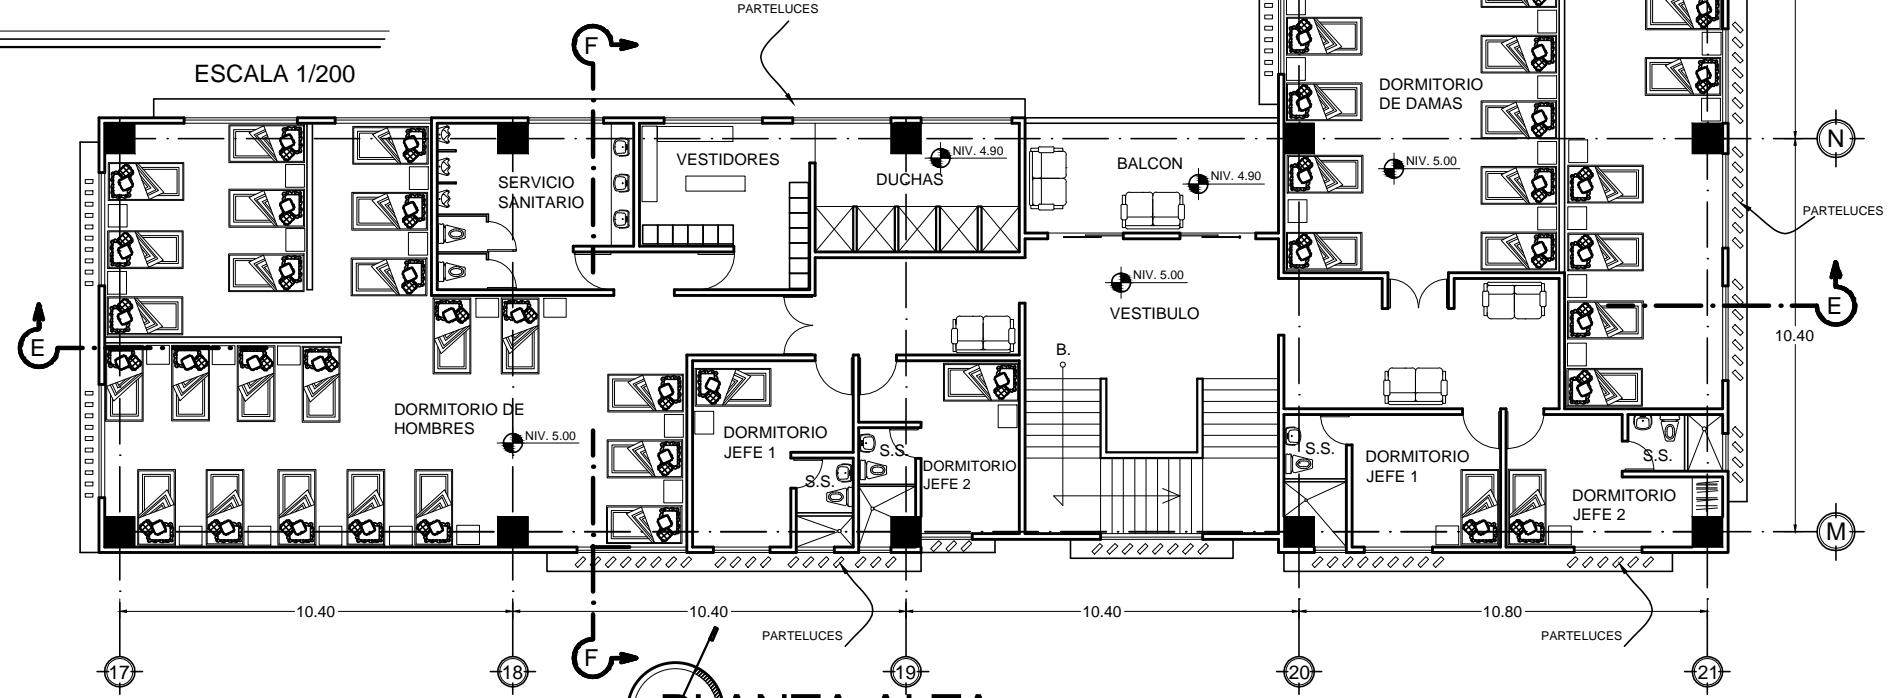 PARTELUCES
F
ESCALA 1/200
DORMITORIO
DE DAMAS
N
VESTIDORES
NIV. 4.90
BALCON
NIV. 5.00
SERVICIO
SANITARIO
DUCHAS
NIV. 4.90
PARTELUCES
NIV. 5.00
VESTIBULO
E
E
10.40
B.
DORMITORIO DE
HOMBRES
NIV. 5.00
DORMITORIO
JEFE 1
S.S.
S.S.
DORMITORIO
JEFE 2
S.S.
DORMITORIO
JEFE 1
S.S.
DORMITORIO
JEFE 2
M
10.40
10.40
10.40
10.80
PARTELUCES
PARTELUCES
F
17
18
19
20
21
PLANTA ALTA